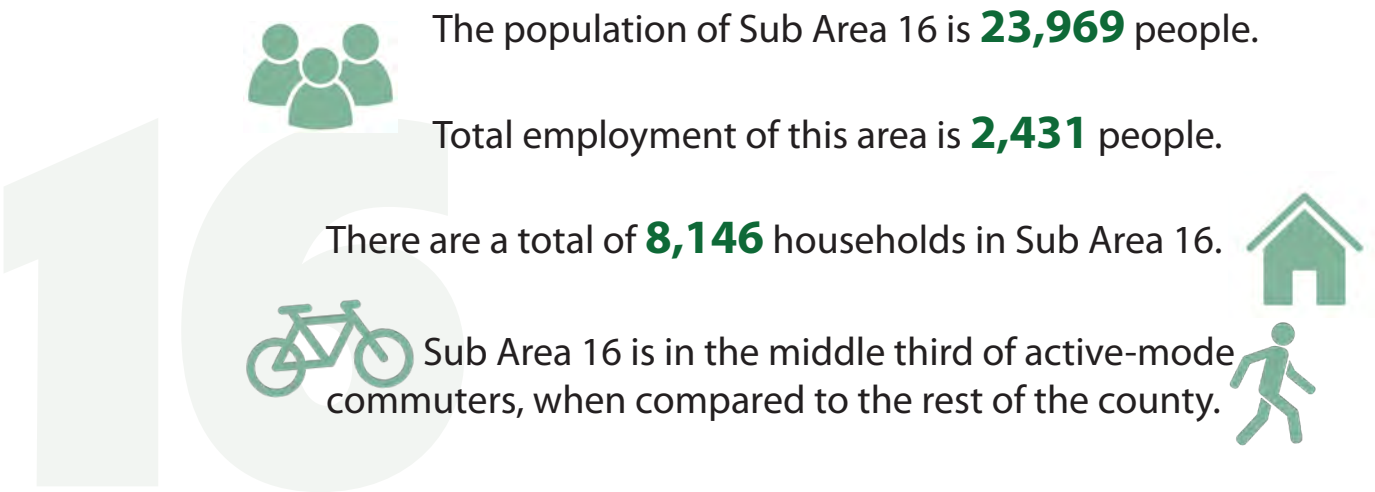 The population of Sub Area 16 is 23,969 people.
Total employment of this area is 2,431 people.
There are a total of 8,146 households in Sub Area 16.
Sub Area 16 is in the middle third of active-mode
commuters, when compared to the rest of the county.
16